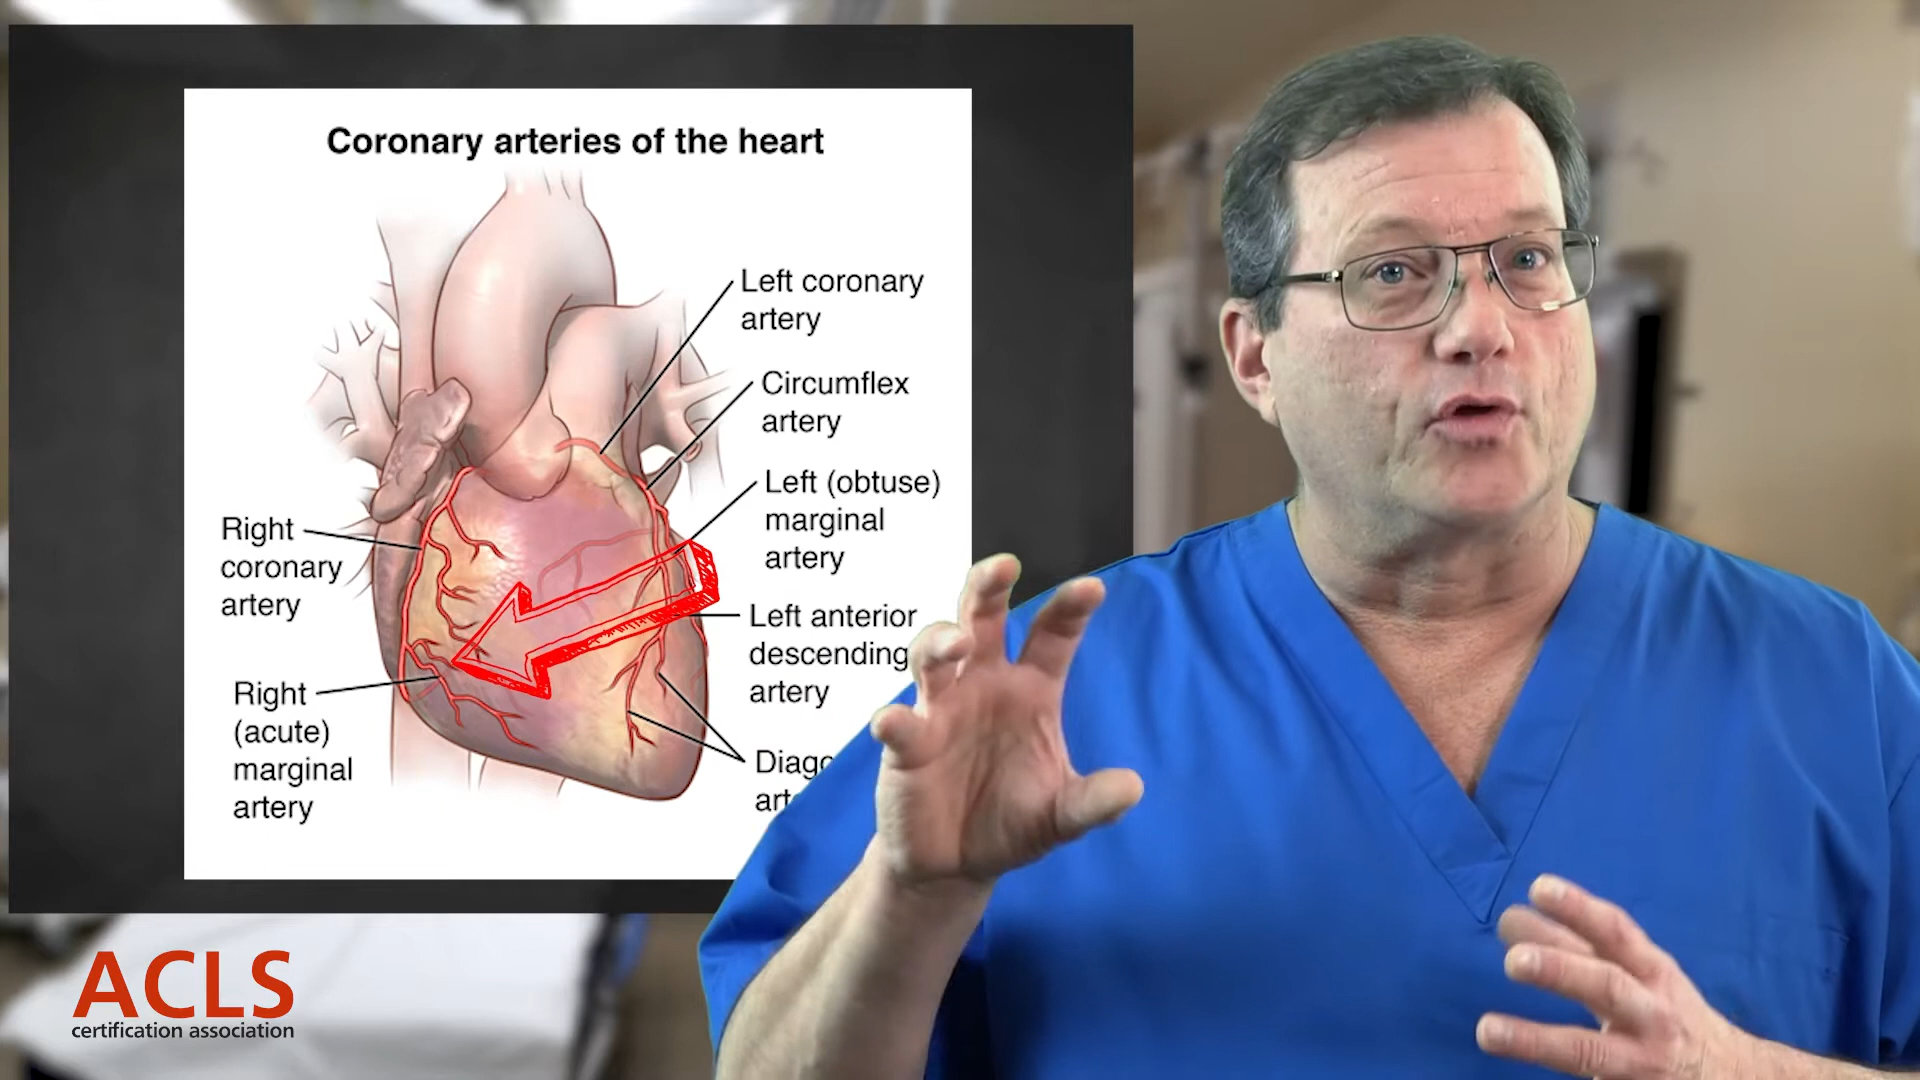 Coronary arteries of the heart
Left coronary
artery
Circumflex
artery
Left (obtuse)
marginal
artery
Right
coronary
artery
Left anterior
descending
artery
Right
(acute)
marginal
artery
ACLS
certification association